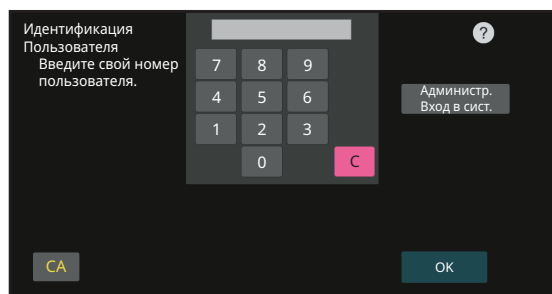 Идентификация
Пользователя
Введите свой номер
пользователя.
?
7 8 9
4 5 6
Администр.
Вход в сист.
1 2 3
0 C
CA
OK